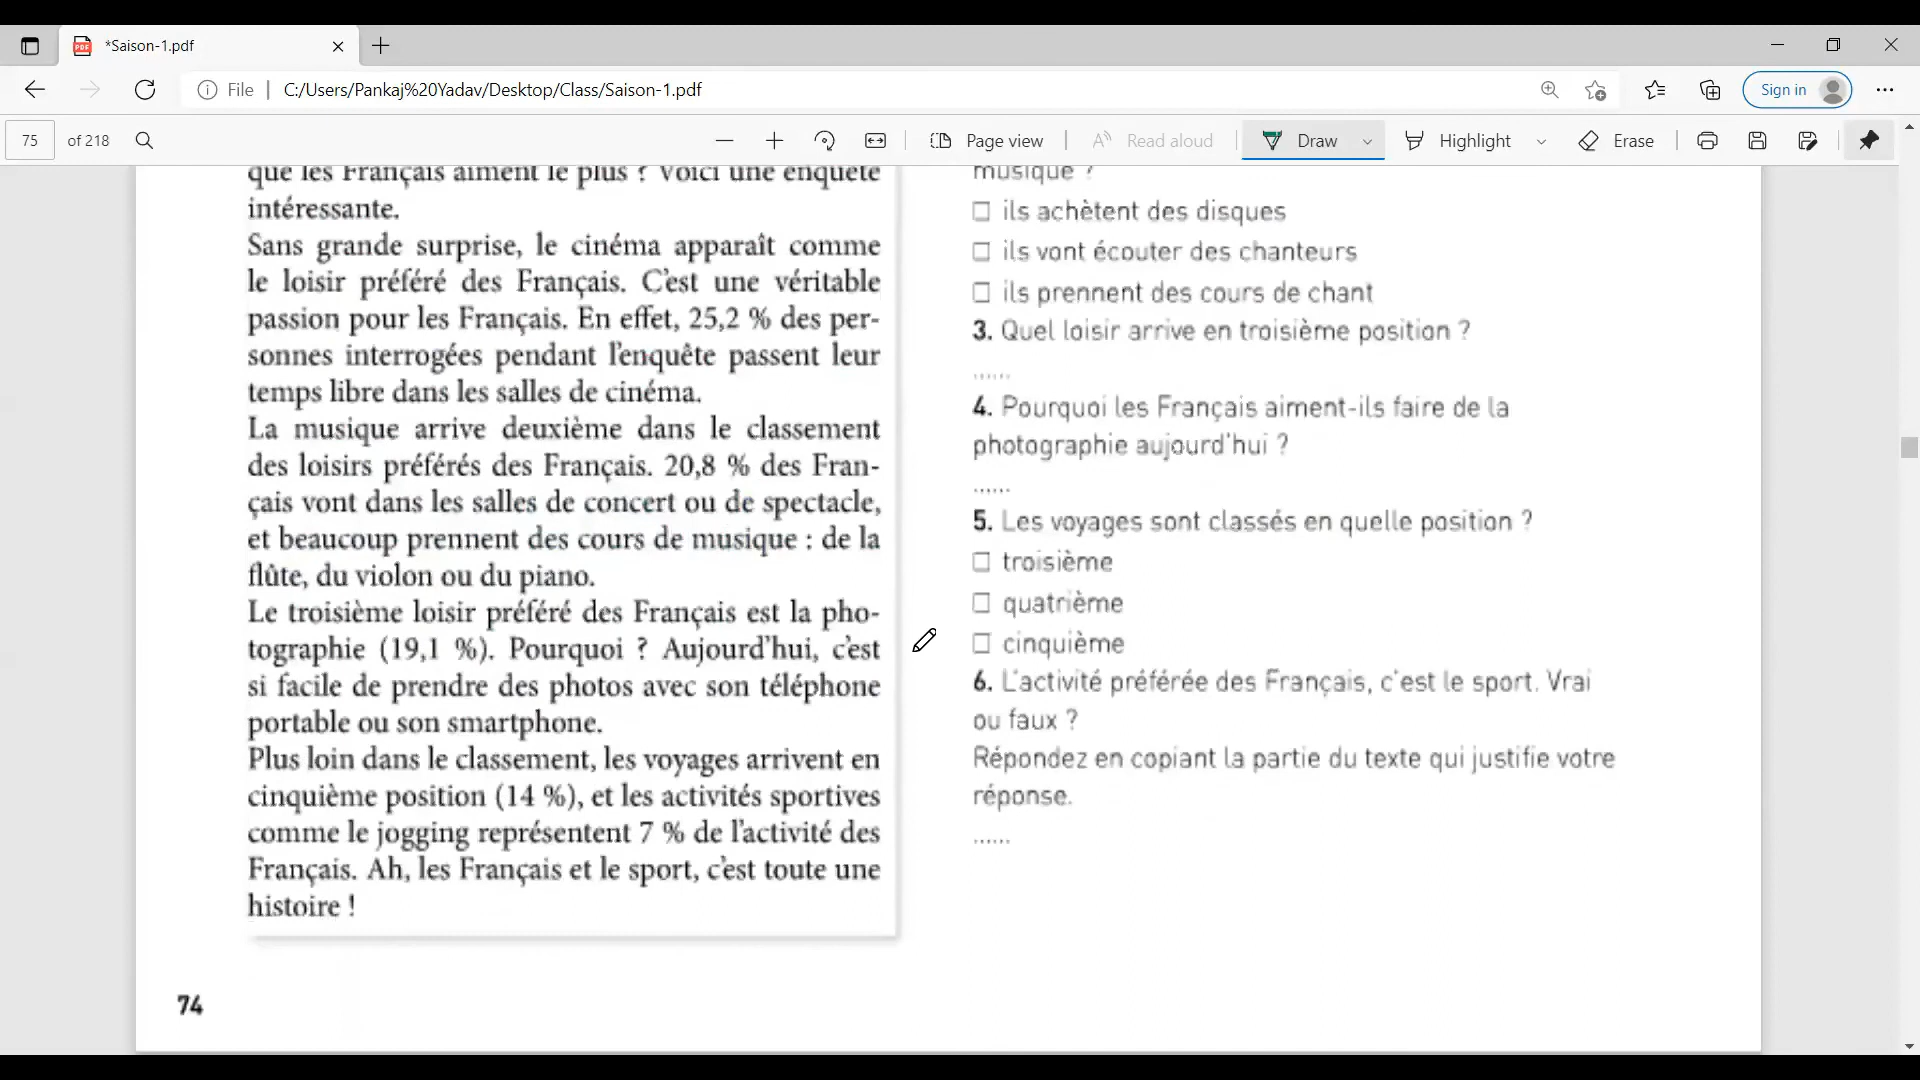 *Saison-1.pdf
File | C:/Users/Pankaj%20Yadav/Desktop/Class/Saison-1.pdf
Sign in
75 of 218
Page view
Read aloud
Draw
Highlight
Erase
que les Français aiment le plus ? Voici une enquête
intéressante.
Sans grande surprise, le cinéma apparaît comme
le loisir préféré des Français. C'est une véritable
passion pour les Français. En effet, 25,2 % des per-
sonnes interrogées pendant l'enquête passent leur
temps libre dans les salles de cinéma.
La musique arrive deuxième dans le classement
des loisirs préférés des Français. 20,8 % des Fran-
çais vont dans les salles de concert ou de spectacle,
et beaucoup prennent des cours de musique : de la
flûte, du violon ou du piano.
Le troisième loisir préféré des Français est la pho-
tographie (19,1 %). Pourquoi ? Aujourd'hui, c'est
si facile de prendre des photos avec son téléphone
portable ou son smartphone.
Plus loin dans le classement, les voyages arrivent en
cinquième position (14 %), et les activités sportives
comme le jogging représentent 7 % de l'activité des
Français. Ah, les Français et le sport, c'est toute une
histoire !
74
musique ?
☐ ils achètent des disques
☐ ils vont écouter des chanteurs
☐ ils prennent des cours de chant
3. Quel loisir arrive en troisième position ?
......
4. Pourquoi les Français aiment-ils faire de la
photographie aujourd'hui ?
......
5. Les voyages sont classés en quelle position ?
☐ troisième
☐ quatrième
☐ cinquième
6. L'activité préférée des Français, c'est le sport. Vrai
ou faux ?
Répondez en copiant la partie du texte qui justifie votre
réponse.
......